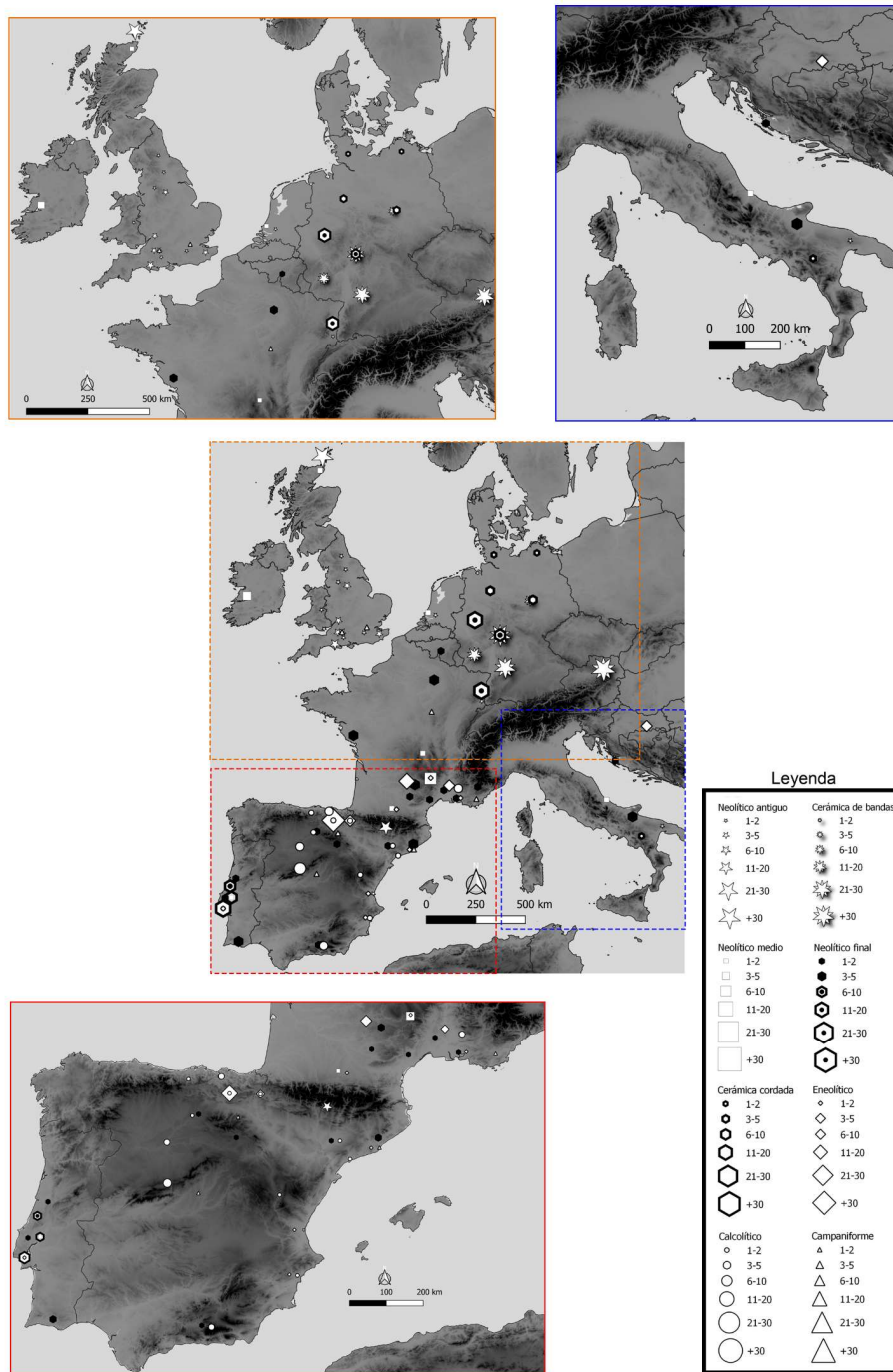 N
0 250 500 km
N
0 100 200 km
N
0 250 500 km
Leyenda
Neolítico antiguo
1-2
3-5
6-10
11-20
21-30
+30
Cerámica de bandas
1-2
3-5
6-10
11-20
21-30
+30
Neolítico medio
1-2
3-5
6-10
11-20
21-30
+30
Neolítico final
1-2
3-5
6-10
11-20
21-30
+30
Cerámica cordada
1-2
3-5
6-10
11-20
21-30
+30
Eneolítico
1-2
3-5
6-10
11-20
21-30
+30
Calcolítico
1-2
3-5
6-10
11-20
21-30
+30
Campaniforme
1-2
3-5
6-10
11-20
21-30
+30
N
0 100 200 km